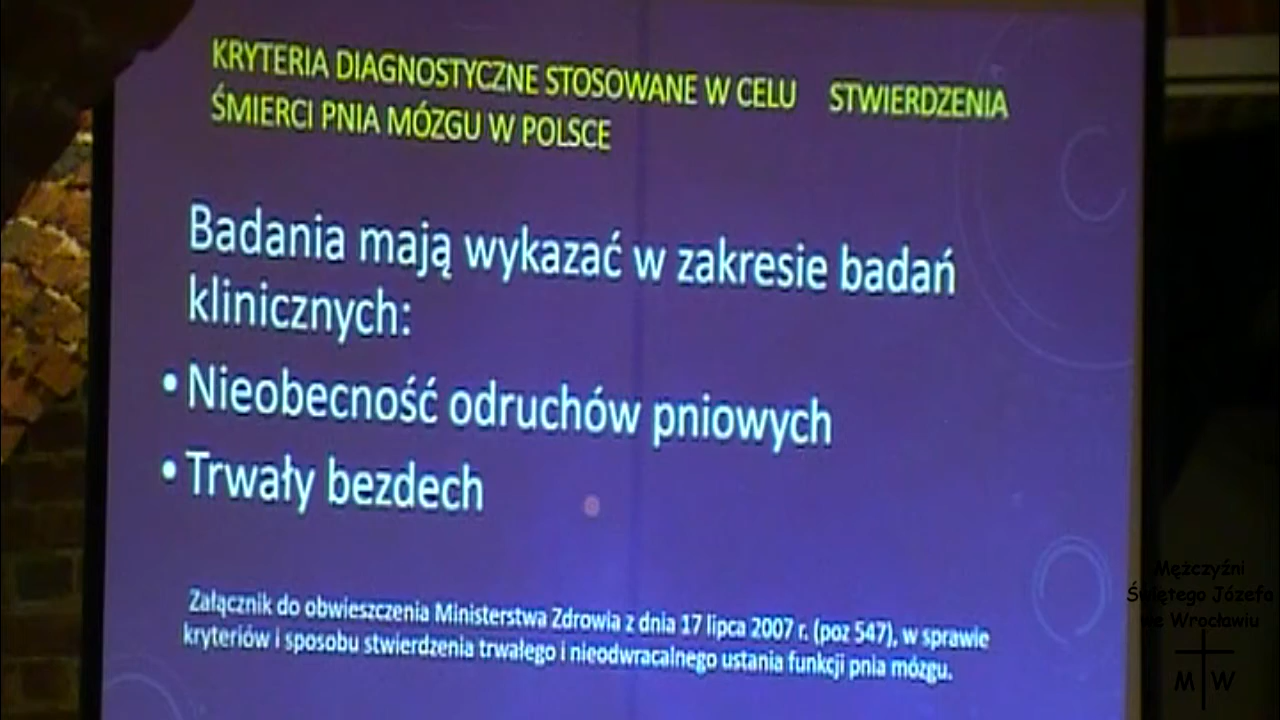 KRYTERIA DIAGNOSTYCZNE STOSOWANE W CELU STWIERDZENIA
ŚMIERCI PNIA MÓZGU W POLSCE
Badania mają wykazać w zakresie badań
klinicznych:
• Nieobecność odruchów pniowych
• Trwały bezdech
Załącznik do obwieszczenia Ministerstwa Zdrowia z dnia 17 lipca 2007 r. (poz 547), w sprawie
kryteriów i sposobu stwierdzenia trwałego i nieodwracalnego ustania funkcji pnia mózgu.
Mężczyźni
Świętego Józefa
we Wrocławiu
M W